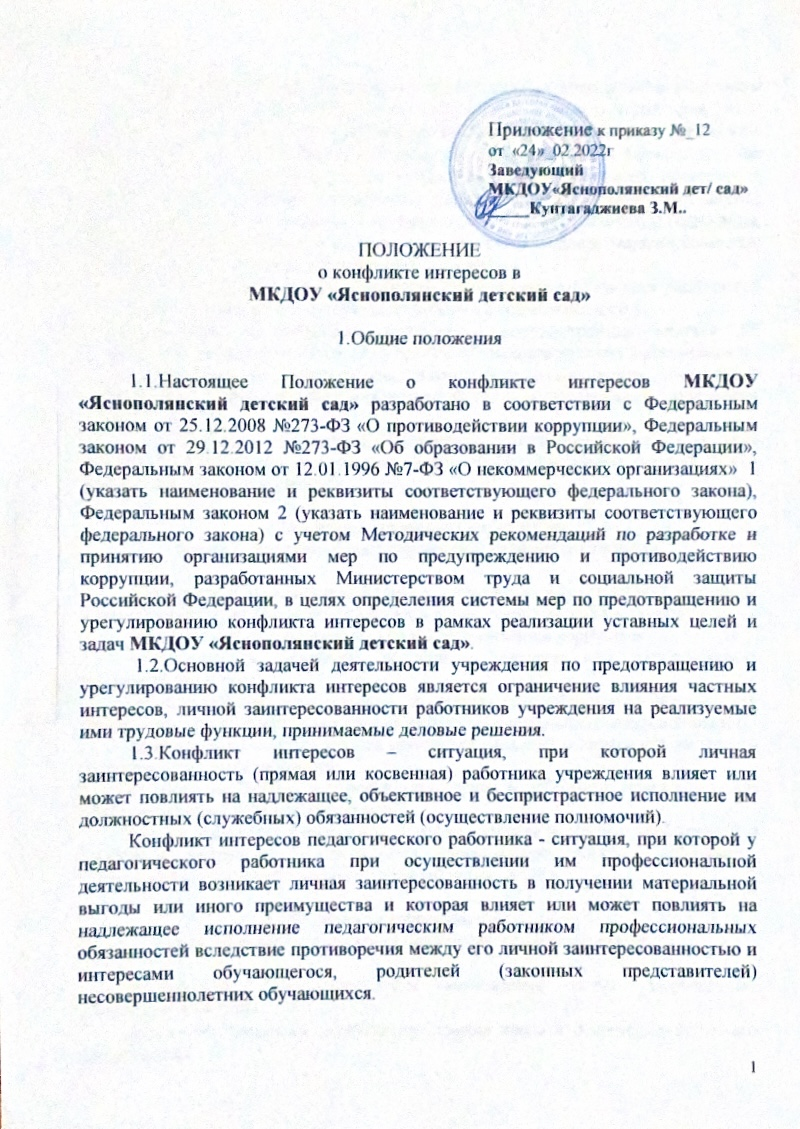 Приложение к приказу №_12
от «24»_02.2022г
Заведующий
МКДОУ«Яснополянский дет/ сад»
_____Куптагаджиева З.М..
ПОЛОЖЕНИЕ
о конфликте интересов в
МКДОУ «Яснополянский детский сад»
1.Общие положения
1.1.Настоящее Положение о конфликте интересов МКДОУ
«Яснополянский детский сад» разработано в соответствии с Федеральным
законом от 25.12.2008 №273-ФЗ «О противодействии коррупции», Федеральным
законом от 29.12.2012 №273-ФЗ «Об образовании в Российской Федерации»,
Федеральным законом от 12.01.1996 №7-ФЗ «О некоммерческих организациях» 1
(указать наименование и реквизиты соответствующего федерального закона),
Федеральным законом 2 (указать наименование и реквизиты соответствующего
федерального закона) с учетом Методических рекомендаций по разработке и
принятию организациями мер по предупреждению и противодействию
коррупции, разработанных Министерством труда и социальной защиты
Российской Федерации, в целях определения системы мер по предотвращению и
урегулированию конфликта интересов в рамках реализации уставных целей и
задач МКДОУ «Яснополянский детский сад».
1.2.Основной задачей деятельности учреждения по предотвращению и
урегулированию конфликта интересов является ограничение влияния частных
интересов, личной заинтересованности работников учреждения на реализуемые
ими трудовые функции, принимаемые деловые решения.
1.3.Конфликт интересов – ситуация, при которой личная
заинтересованность (прямая или косвенная) работника учреждения влияет или
может повлиять на надлежащее, объективное и беспристрастное исполнение им
должностных (служебных) обязанностей (осуществление полномочий).
Конфликт интересов педагогического работника - ситуация, при которой у
педагогического работника при осуществлении им профессиональной
деятельности возникает личная заинтересованность в получении материальной
выгоды или иного преимущества и которая влияет или может повлиять на
надлежащее исполнение педагогическим работником профессиональных
обязанностей вследствие противоречия между его личной заинтересованностью и
интересами обучающегося, родителей (законных представителей)
несовершеннолетних обучающихся.
1